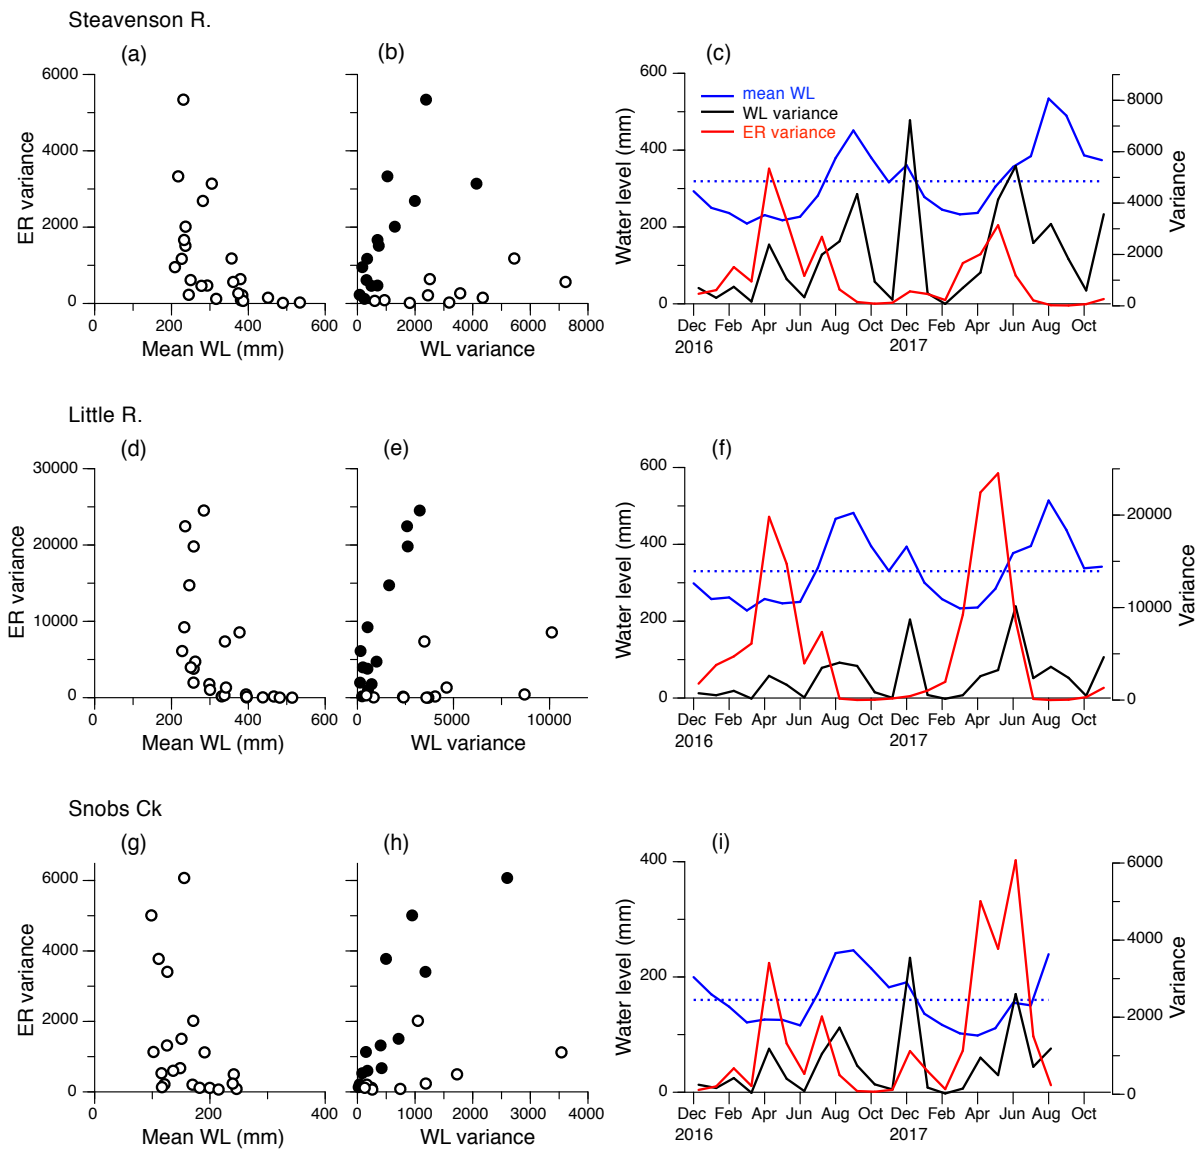 Steavenson R.
(a)
(b)
(c)
6000
4000
2000
0
ER variance
0
200
400
600
Mean WL (mm)
0
2000
4000
6000
8000
WL variance
600
400
200
0
Water level (mm)
mean WL
WL variance
ER variance
8000
6000
4000
2000
0
Variance
Dec Feb Apr Jun Aug Oct Dec Feb Apr Jun Aug Oct
2016 2017
Little R.
(d)
(e)
(f)
30000
20000
10000
0
ER variance
0
200
400
600
Mean WL (mm)
0
5000
10000
WL variance
600
400
200
0
Water level (mm)
20000
10000
0
Variance
Dec Feb Apr Jun Aug Oct Dec Feb Apr Jun Aug Oct
2016 2017
Snobs Ck
(g)
(h)
(i)
6000
4000
2000
0
ER variance
0
200
400
Mean WL (mm)
0
1000
2000
3000
4000
WL variance
400
200
0
Water level (mm)
6000
4000
2000
0
Variance
Dec Feb Apr Jun Aug Oct Dec Feb Apr Jun Aug Oct
2016 2017